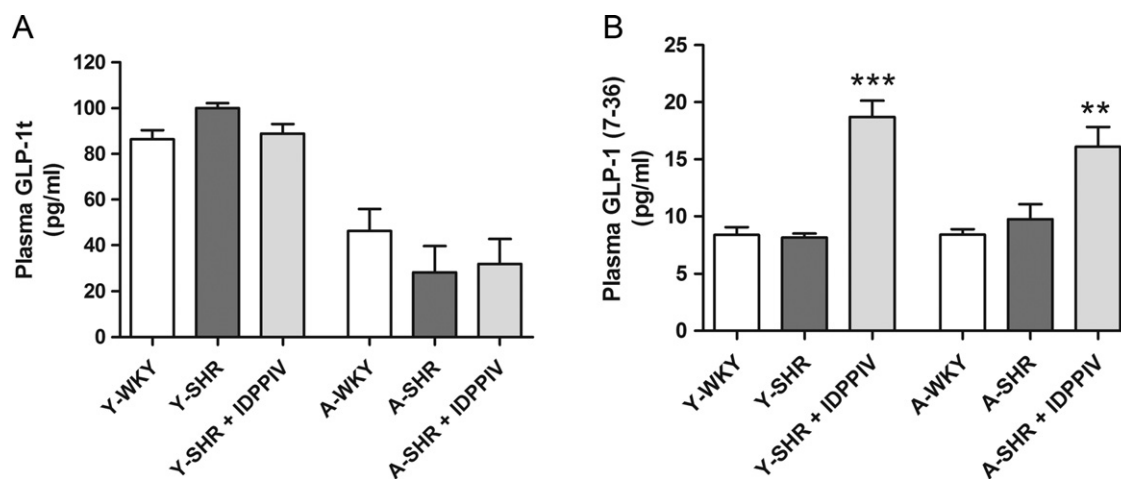 A
Plasma GLP-1t
(pg/ml)
120
100
80
60
40
20
0
Y-WKY
Y-SHR
Y-SHR + IDPPIV
A-WKY
A-SHR
A-SHR + IDPPIV
B
Plasma GLP-1 (7-36)
(pg/ml)
25
20
15
10
5
0
***
**
Y-WKY
Y-SHR
Y-SHR + IDPPIV
A-WKY
A-SHR
A-SHR + IDPPIV